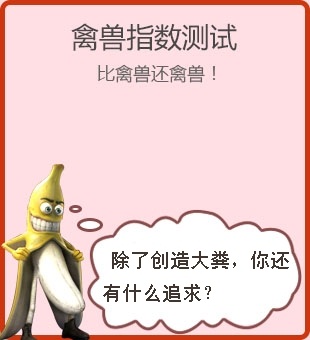 禽兽指数测试
比禽兽还禽兽！
除了创造大粪，你还
有什么追求？